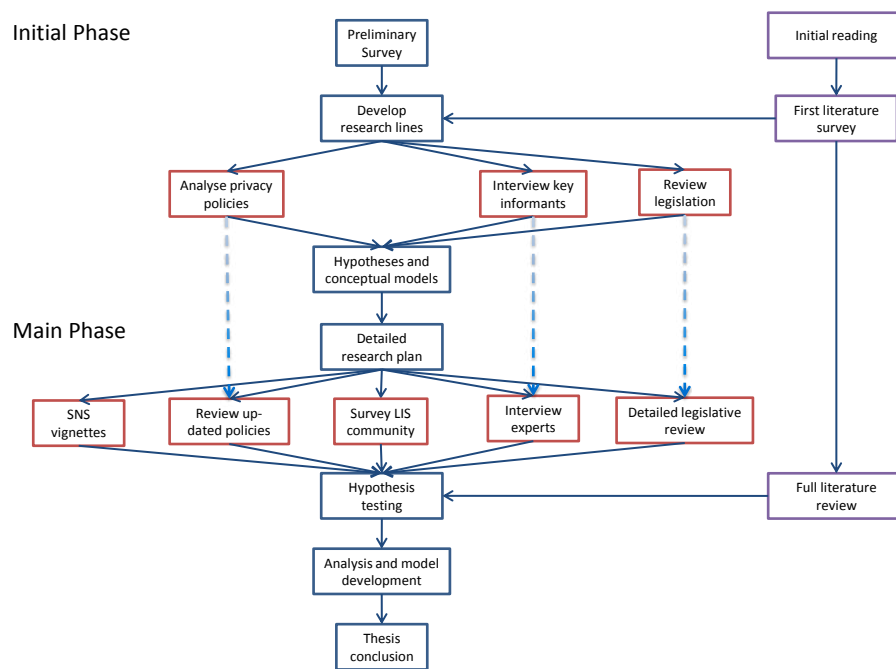 Initial Phase
Preliminary
Survey
Initial reading
Develop
research lines
First literature
survey
Analyse privacy
policies
Interview key
informants
Review
legislation
Hypotheses and
conceptual models
Main Phase
Detailed
research plan
SNS
vignettes
Review up-
dated policies
Survey LIS
community
Interview
experts
Detailed legislative
review
Hypothesis
testing
Full literature
review
Analysis and model
development
Thesis
conclusion